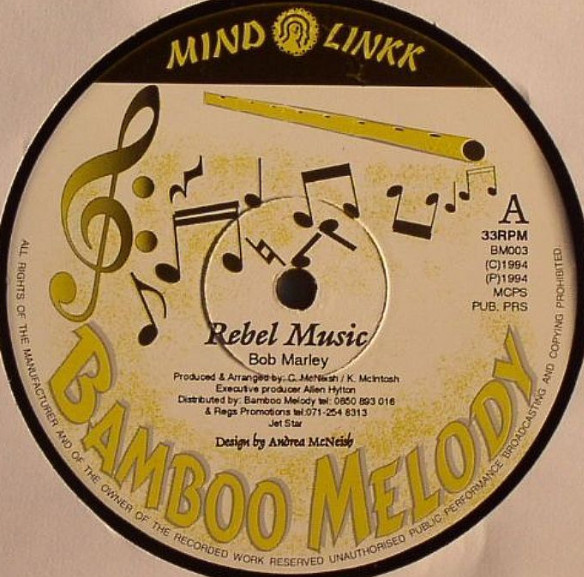 MIND LINKK
A
33RPM
BM003
(C)1994
(P)1994
MCPS
PUB. PRS
Rebel Music
Bob Marley
Produced & Arranged by: C. McNeish / K. McIntosh
Executive producer Allen Hylton
Distributed by: Bamboo Melody tel: 0850 893 016
& Regs Promotions tel:071-254 8313
Jet Star
Design by Andrea McNeish
BAMBOO MELODY
ALL RIGHTS OF THE MANUFACTURER AND OF THE OWNER OF THE RECORDED WORK RESERVED UNAUTHORISED PUBLIC PERFORMANCE BROADCASTING AND COPYING PROHIBITED